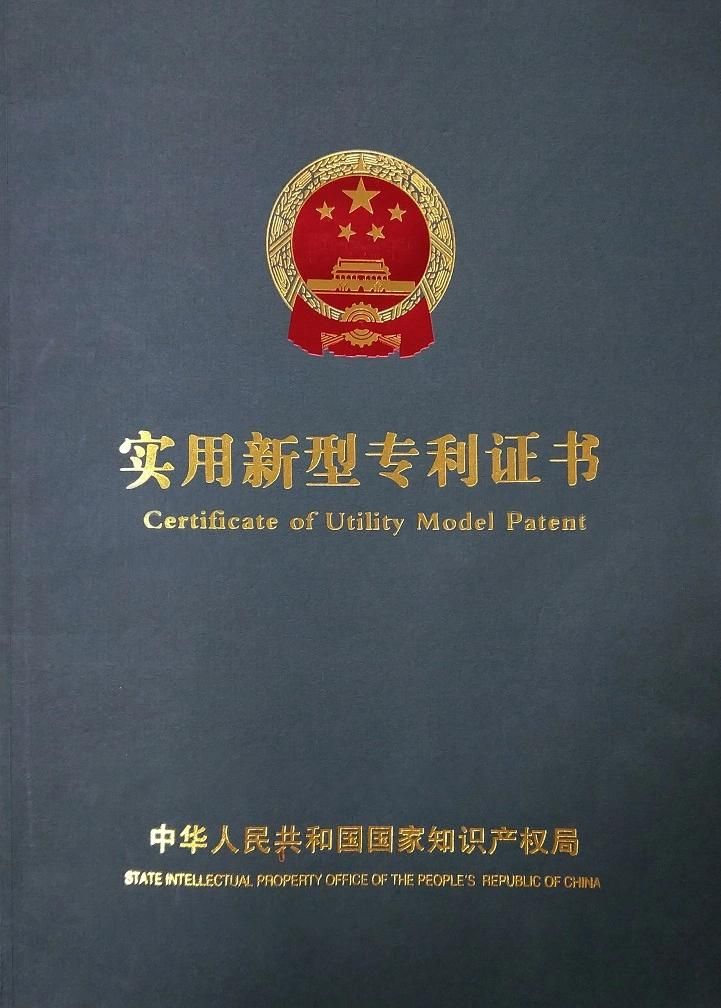 实用新型专利证书
Certificate of Utility Model Patent
中华人民共和国国家知识产权局
STATE INTELLECTUAL PROPERTY OFFICE OF THE PEOPLE'S REPUBLIC OF CHINA